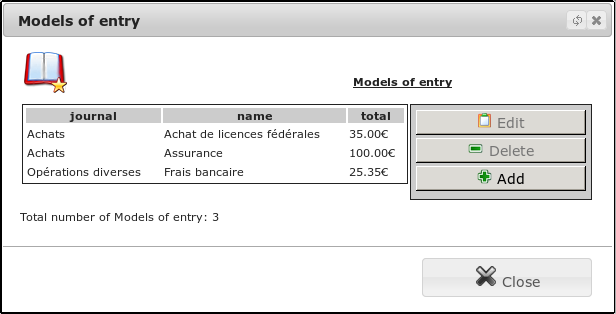 Models of entry
Models of entry
journal name total
Achats Achat de licences fédérales 35.00€
Achats Assurance 100.00€
Opérations diverses Frais bancaire 25.35€
Edit
Delete
Add
Total number of Models of entry: 3
Close